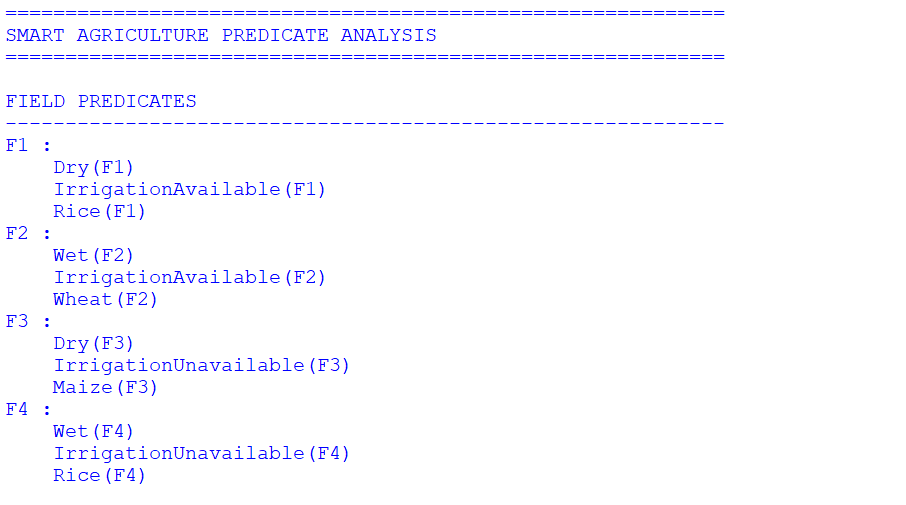 ============================================================
SMART AGRICULTURE PREDICATE ANALYSIS
============================================================
FIELD PREDICATES
------------------------------------------------------------
F1 :
    Dry(F1)
    IrrigationAvailable(F1)
    Rice(F1)
F2 :
    Wet(F2)
    IrrigationAvailable(F2)
    Wheat(F2)
F3 :
    Dry(F3)
    IrrigationUnavailable(F3)
    Maize(F3)
F4 :
    Wet(F4)
    IrrigationUnavailable(F4)
    Rice(F4)